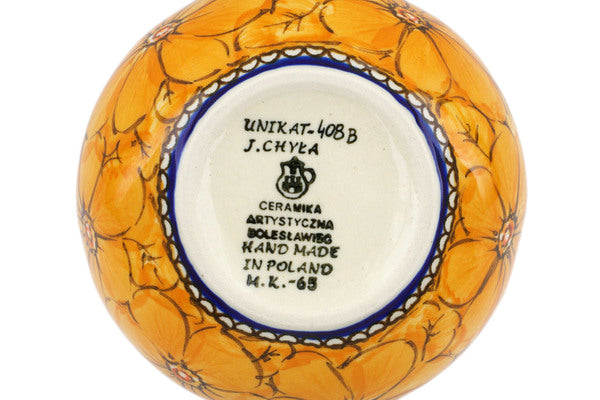 UNIKAT-408B
J.CHYŁA
CERAMIKA
ARTYSTYCZNA
BOLESŁAWIEC
HAND MADE
IN POLAND
M.K.-65